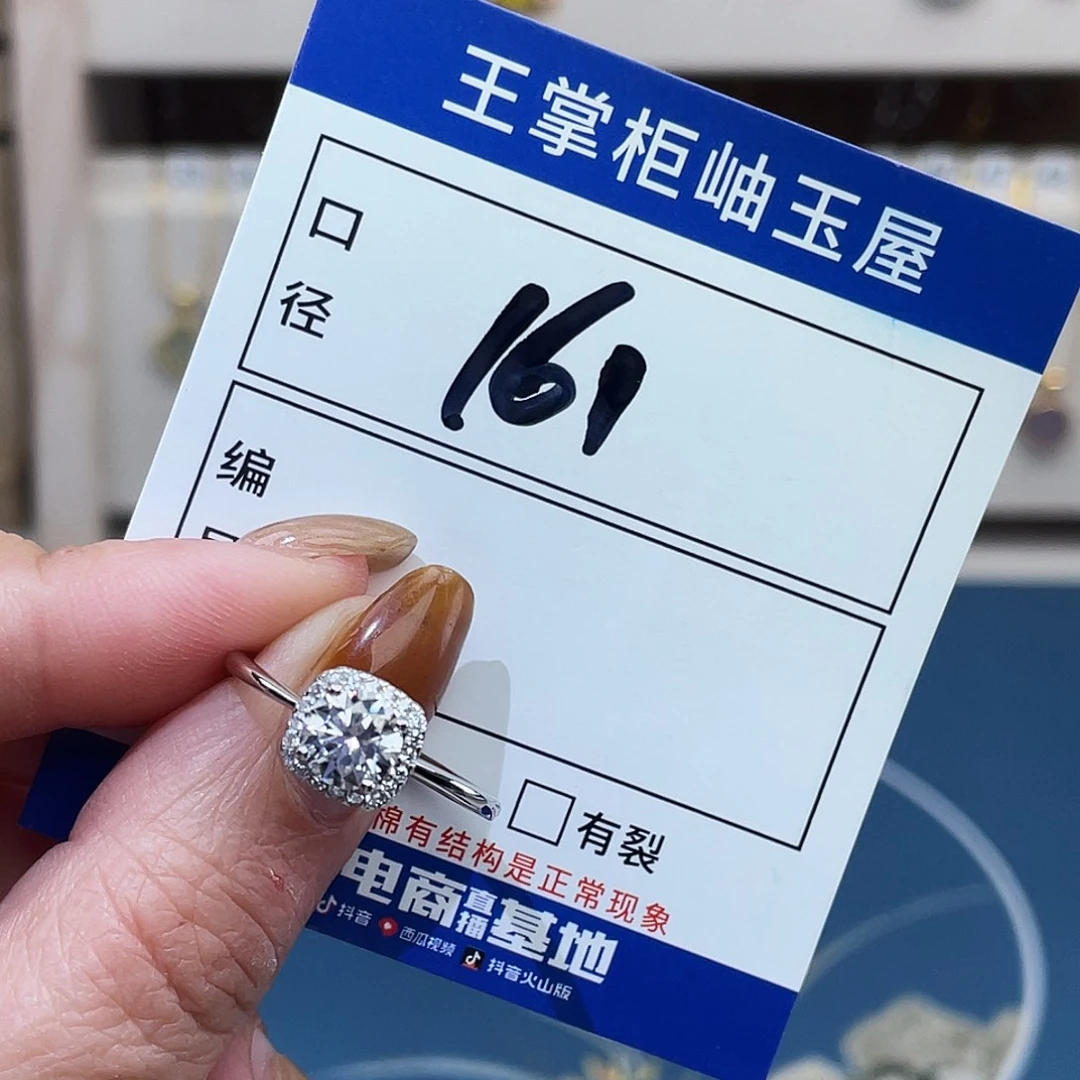 王掌柜岫玉屋
口径
161
编
有裂
棉有结构是正常现象
电商直播基地
抖音 西瓜视频 抖音火山版